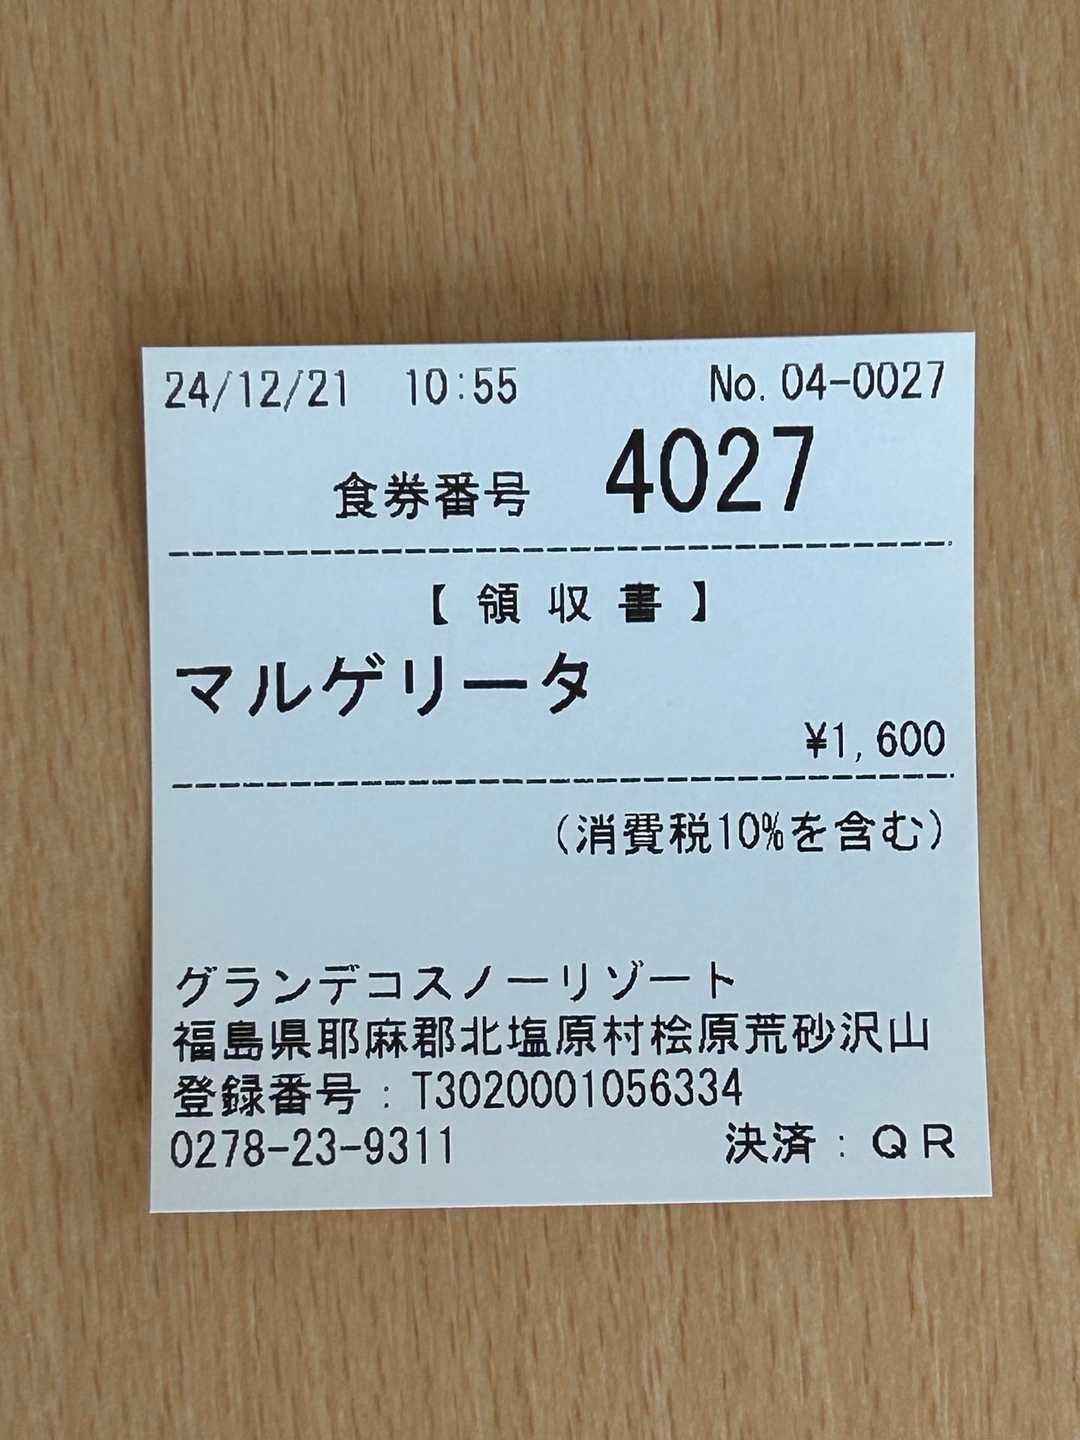 24/12/21 10:55 No.04-0027
食券番号 4027
【領収書】
マルゲリータ
¥1,600
(消費税10%を含む)
グランデコスノーリゾート
福島県耶麻郡北塩原村桧原荒砂沢山
登録番号:T3020001056334
0278-23-9311 決済:QR